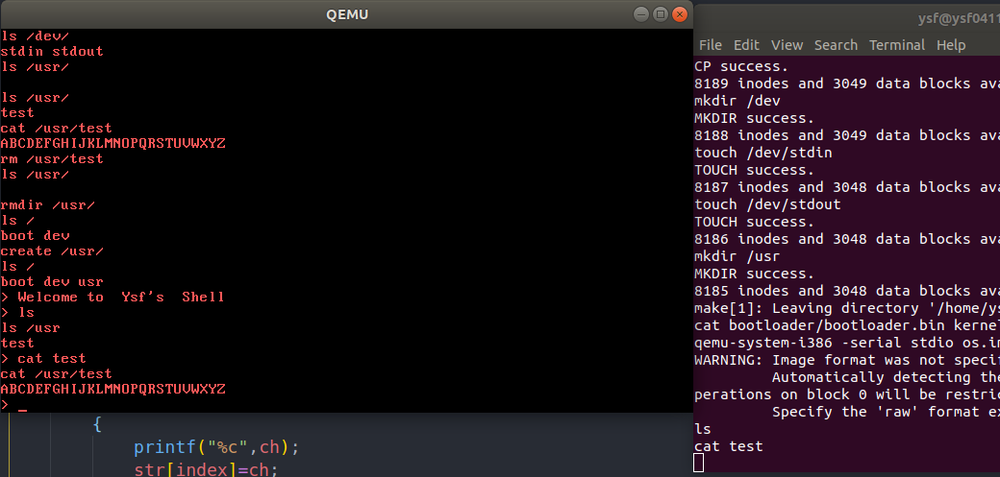 QEMU
ls /dev/
stdin stdout
ls /usr/
ls /usr/
test
cat /usr/test
ABCDEFGHIJKLMNOPQRSTUVWXYZ
rm /usr/test
ls /usr/
rmdir /usr/
ls /
boot dev
create /usr/
ls /
boot dev usr
> Welcome to  Ysf's  Shell
> ls
ls /usr
test
> cat test
cat /usr/test
ABCDEFGHIJKLMNOPQRSTUVWXYZ
> _
{
printf("%c",ch);
str[index]=ch;
ysf@ysf0411
File Edit View Search Terminal Help
CP success.
8189 inodes and 3049 data blocks ava
mkdir /dev
MKDIR success.
8188 inodes and 3049 data blocks ava
touch /dev/stdin
TOUCH success.
8187 inodes and 3048 data blocks ava
touch /dev/stdout
TOUCH success.
8186 inodes and 3048 data blocks ava
mkdir /usr
MKDIR success.
8185 inodes and 3048 data blocks ava
make[1]: Leaving directory '/home/ys
cat bootloader/bootloader.bin kernel
qemu-system-i386 -serial stdio os.im
WARNING: Image format was not specif
Automatically detecting the
perations on block 0 will be restric
Specify the 'raw' format ex
ls
cat test